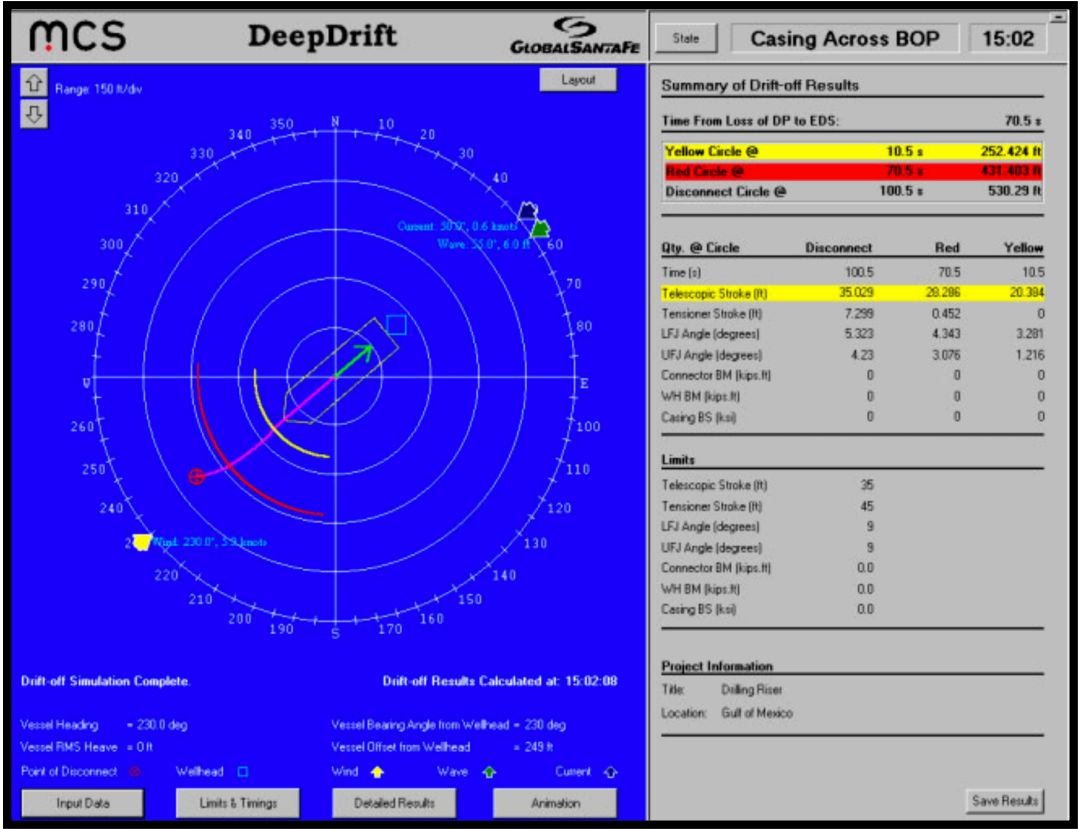 mcs DeepDrift GLOBALSANTAFE State Casing Across BOP 15:02
Range: 150 ft/div Layout
N 10 20 30 40 60 70 80 E 100 110 120 130 140 150 160 170 S 190 200 210 220 240 250 260 W 280 290 300 310 320 330 340 350
Current: 50.0°, 0.6 knots
Wave: 55.0°, 6.0 ft
Wind: 230.0°, 5.9 knots
Drift-off Simulation Complete. Drift-off Results Calculated at: 15:02:08
Vessel Heading = 230.0 deg Vessel Bearing Angle from Wellhead = 230 deg
Vessel RMS Heave = 0 ft Vessel Offset from Wellhead = 249 ft
Point of Disconnect Wellhead Wind Wave Current
Input Data Limits & Timings Detailed Results Animation
Summary of Drift-off Results
Time From Loss of DP to EDS: 70.5 s
Yellow Circle @ 10.5 s 252.424 ft
Red Circle @ 70.5 s 431.403 ft
Disconnect Circle @ 100.5 s 530.29 ft
Qty. @ Circle Disconnect Red Yellow
Time (s) 100.5 70.5 10.5
Telescopic Stroke (ft) 35.029 28.286 20.384
Tensioner Stroke (ft) 7.299 0.452 0
LFJ Angle (degrees) 5.323 4.343 3.281
UFJ Angle (degrees) 4.23 3.076 1.216
Connector BM (kips.ft) 0 0 0
WH BM (kips.ft) 0 0 0
Casing BS (ksi) 0 0 0
Limits
Telescopic Stroke (ft) 35
Tensioner Stroke (ft) 45
LFJ Angle (degrees) 9
UFJ Angle (degrees) 9
Connector BM (kips.ft) 0.0
WH BM (kips.ft) 0.0
Casing BS (ksi) 0.0
Project Information
Title: Drilling Riser
Location: Gulf of Mexico
Save Results